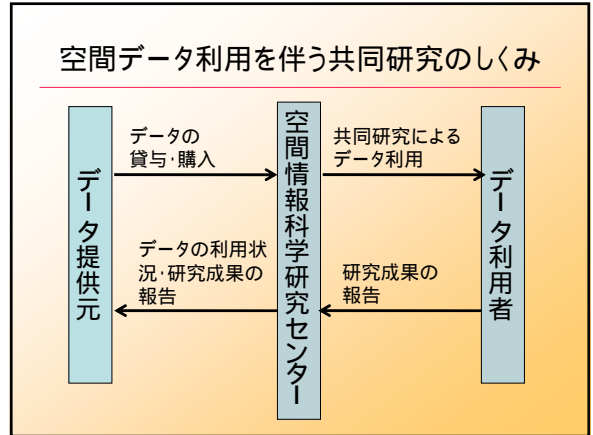 空間データ利用を伴う共同研究のしくみ
データ提供元
データの
貸与・購入
データの利用状
況・研究成果の
報告
空間情報科学研究センター
共同研究による
データ利用
研究成果の
報告
データ利用者